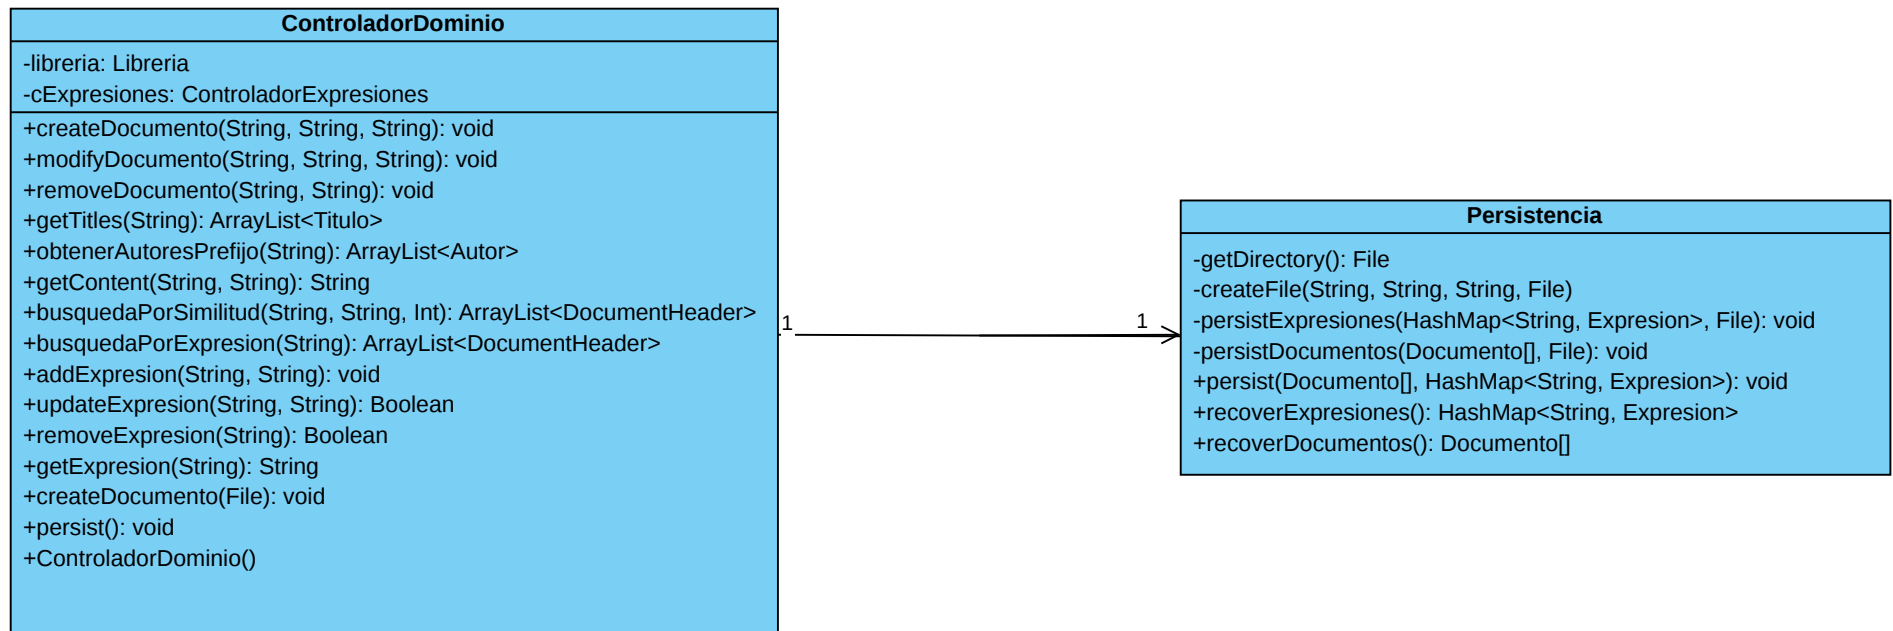 ControladorDominio
-libreria: Libreria
-cExpresiones: ControladorExpresiones
+createDocumento(String, String, String): void
+modifyDocumento(String, String, String): void
+removeDocumento(String, String): void
+getTitles(String): ArrayList<Titulo>
+obtenerAutoresPrefijo(String): ArrayList<Autor>
+getContent(String, String): String
+busquedaPorSimilitud(String, String, Int): ArrayList<DocumentHeader>
+busquedaPorExpresion(String): ArrayList<DocumentHeader>
+addExpresion(String, String): void
+updateExpresion(String, String): Boolean
+removeExpresion(String): Boolean
+getExpresion(String): String
+createDocumento(File): void
+persist(): void
+ControladorDominio()
1
1
Persistencia
-getDirectory(): File
-createFile(String, String, String, File)
-persistExpresiones(HashMap<String, Expresion>, File): void
-persistDocumentos(Documento[], File): void
+persist(Documento[], HashMap<String, Expresion>): void
+recoverExpresiones(): HashMap<String, Expresion>
+recoverDocumentos(): Documento[]